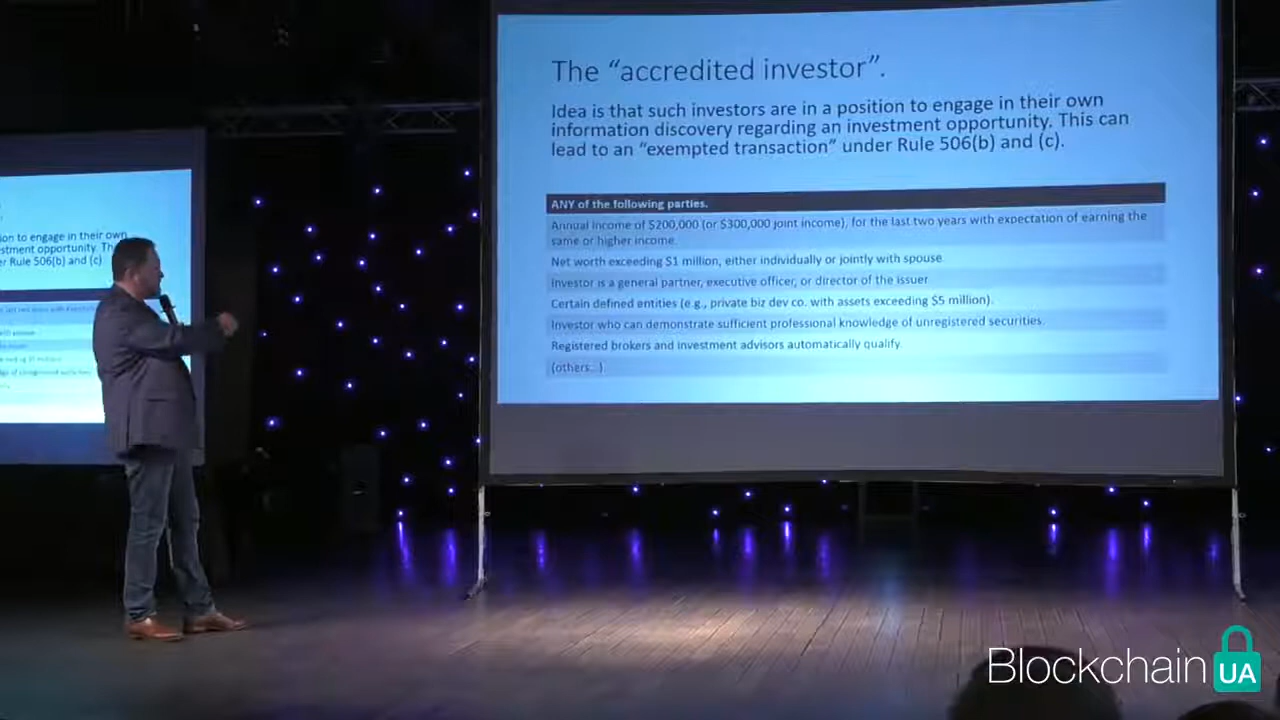 The “accredited investor”.
Idea is that such investors are in a position to engage in their own
information discovery regarding an investment opportunity. This can
lead to an “exempted transaction” under Rule 506(b) and (c).
ANY of the following parties.
Annual income of $200,000 (or $300,000 joint income), for the last two years with expectation of earning the
same or higher income.
Net worth exceeding $1 million, either individually or jointly with spouse
Investor is a general partner, executive officer, or director of the issuer
Certain defined entities (e.g., private biz dev co. with assets exceeding $5 million).
Investor who can demonstrate sufficient professional knowledge of unregistered securities.
Registered brokers and investment advisors automatically qualify.
(others...)
ion to engage in their own
estment opportunity. Th
er Rule 506(b) and (c)
Blockchain UA